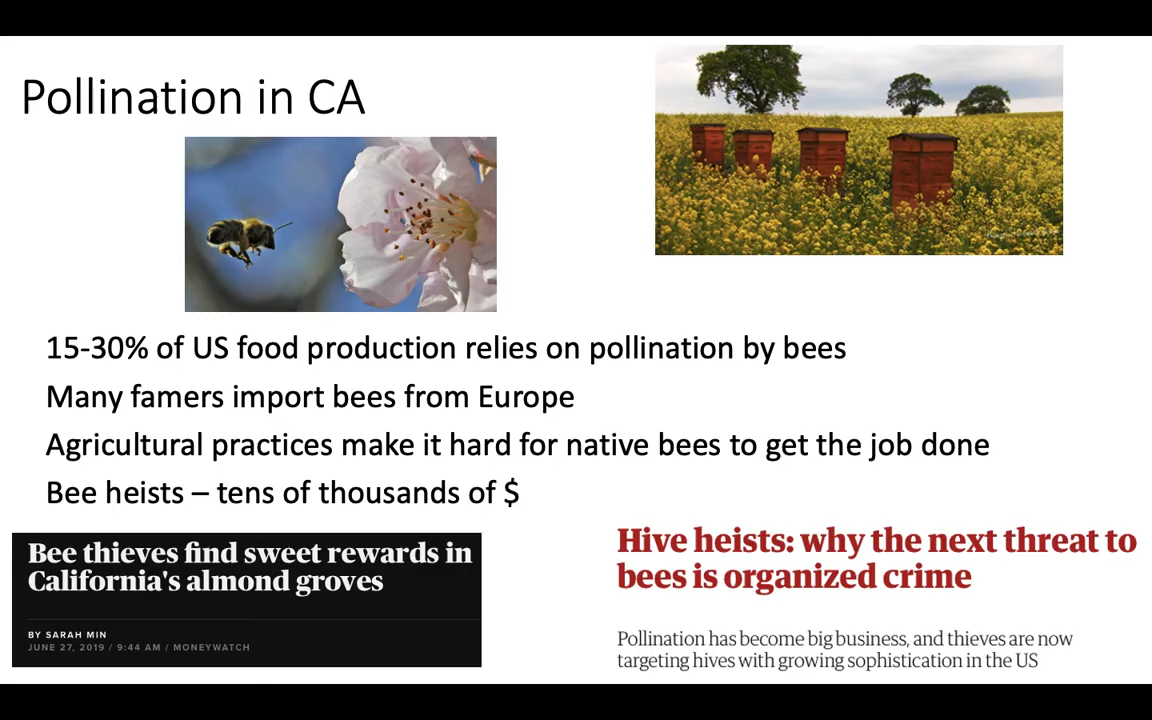 Pollination in CA
15-30% of US food production relies on pollination by bees
Many famers import bees from Europe
Agricultural practices make it hard for native bees to get the job done
Bee heists – tens of thousands of $
Bee thieves find sweet rewards in
California's almond groves
BY SARAH MIN
JUNE 27, 2019 / 9:44 AM / MONEYWATCH
Hive heists: why the next threat to
bees is organized crime
Pollination has become big business, and thieves are now
targeting hives with growing sophistication in the US